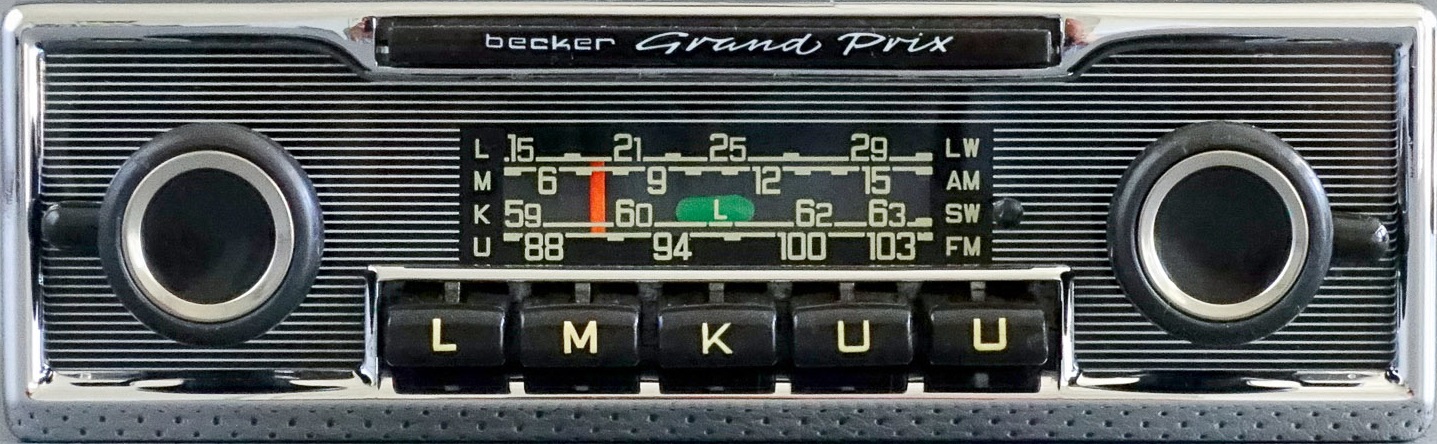 becker Grand Prix
L .15 21 25 29 LW
M 6 9 12 15 AM
K 59 60 L 62 63 SW
U 88 94 100 103 FM
L M K U U